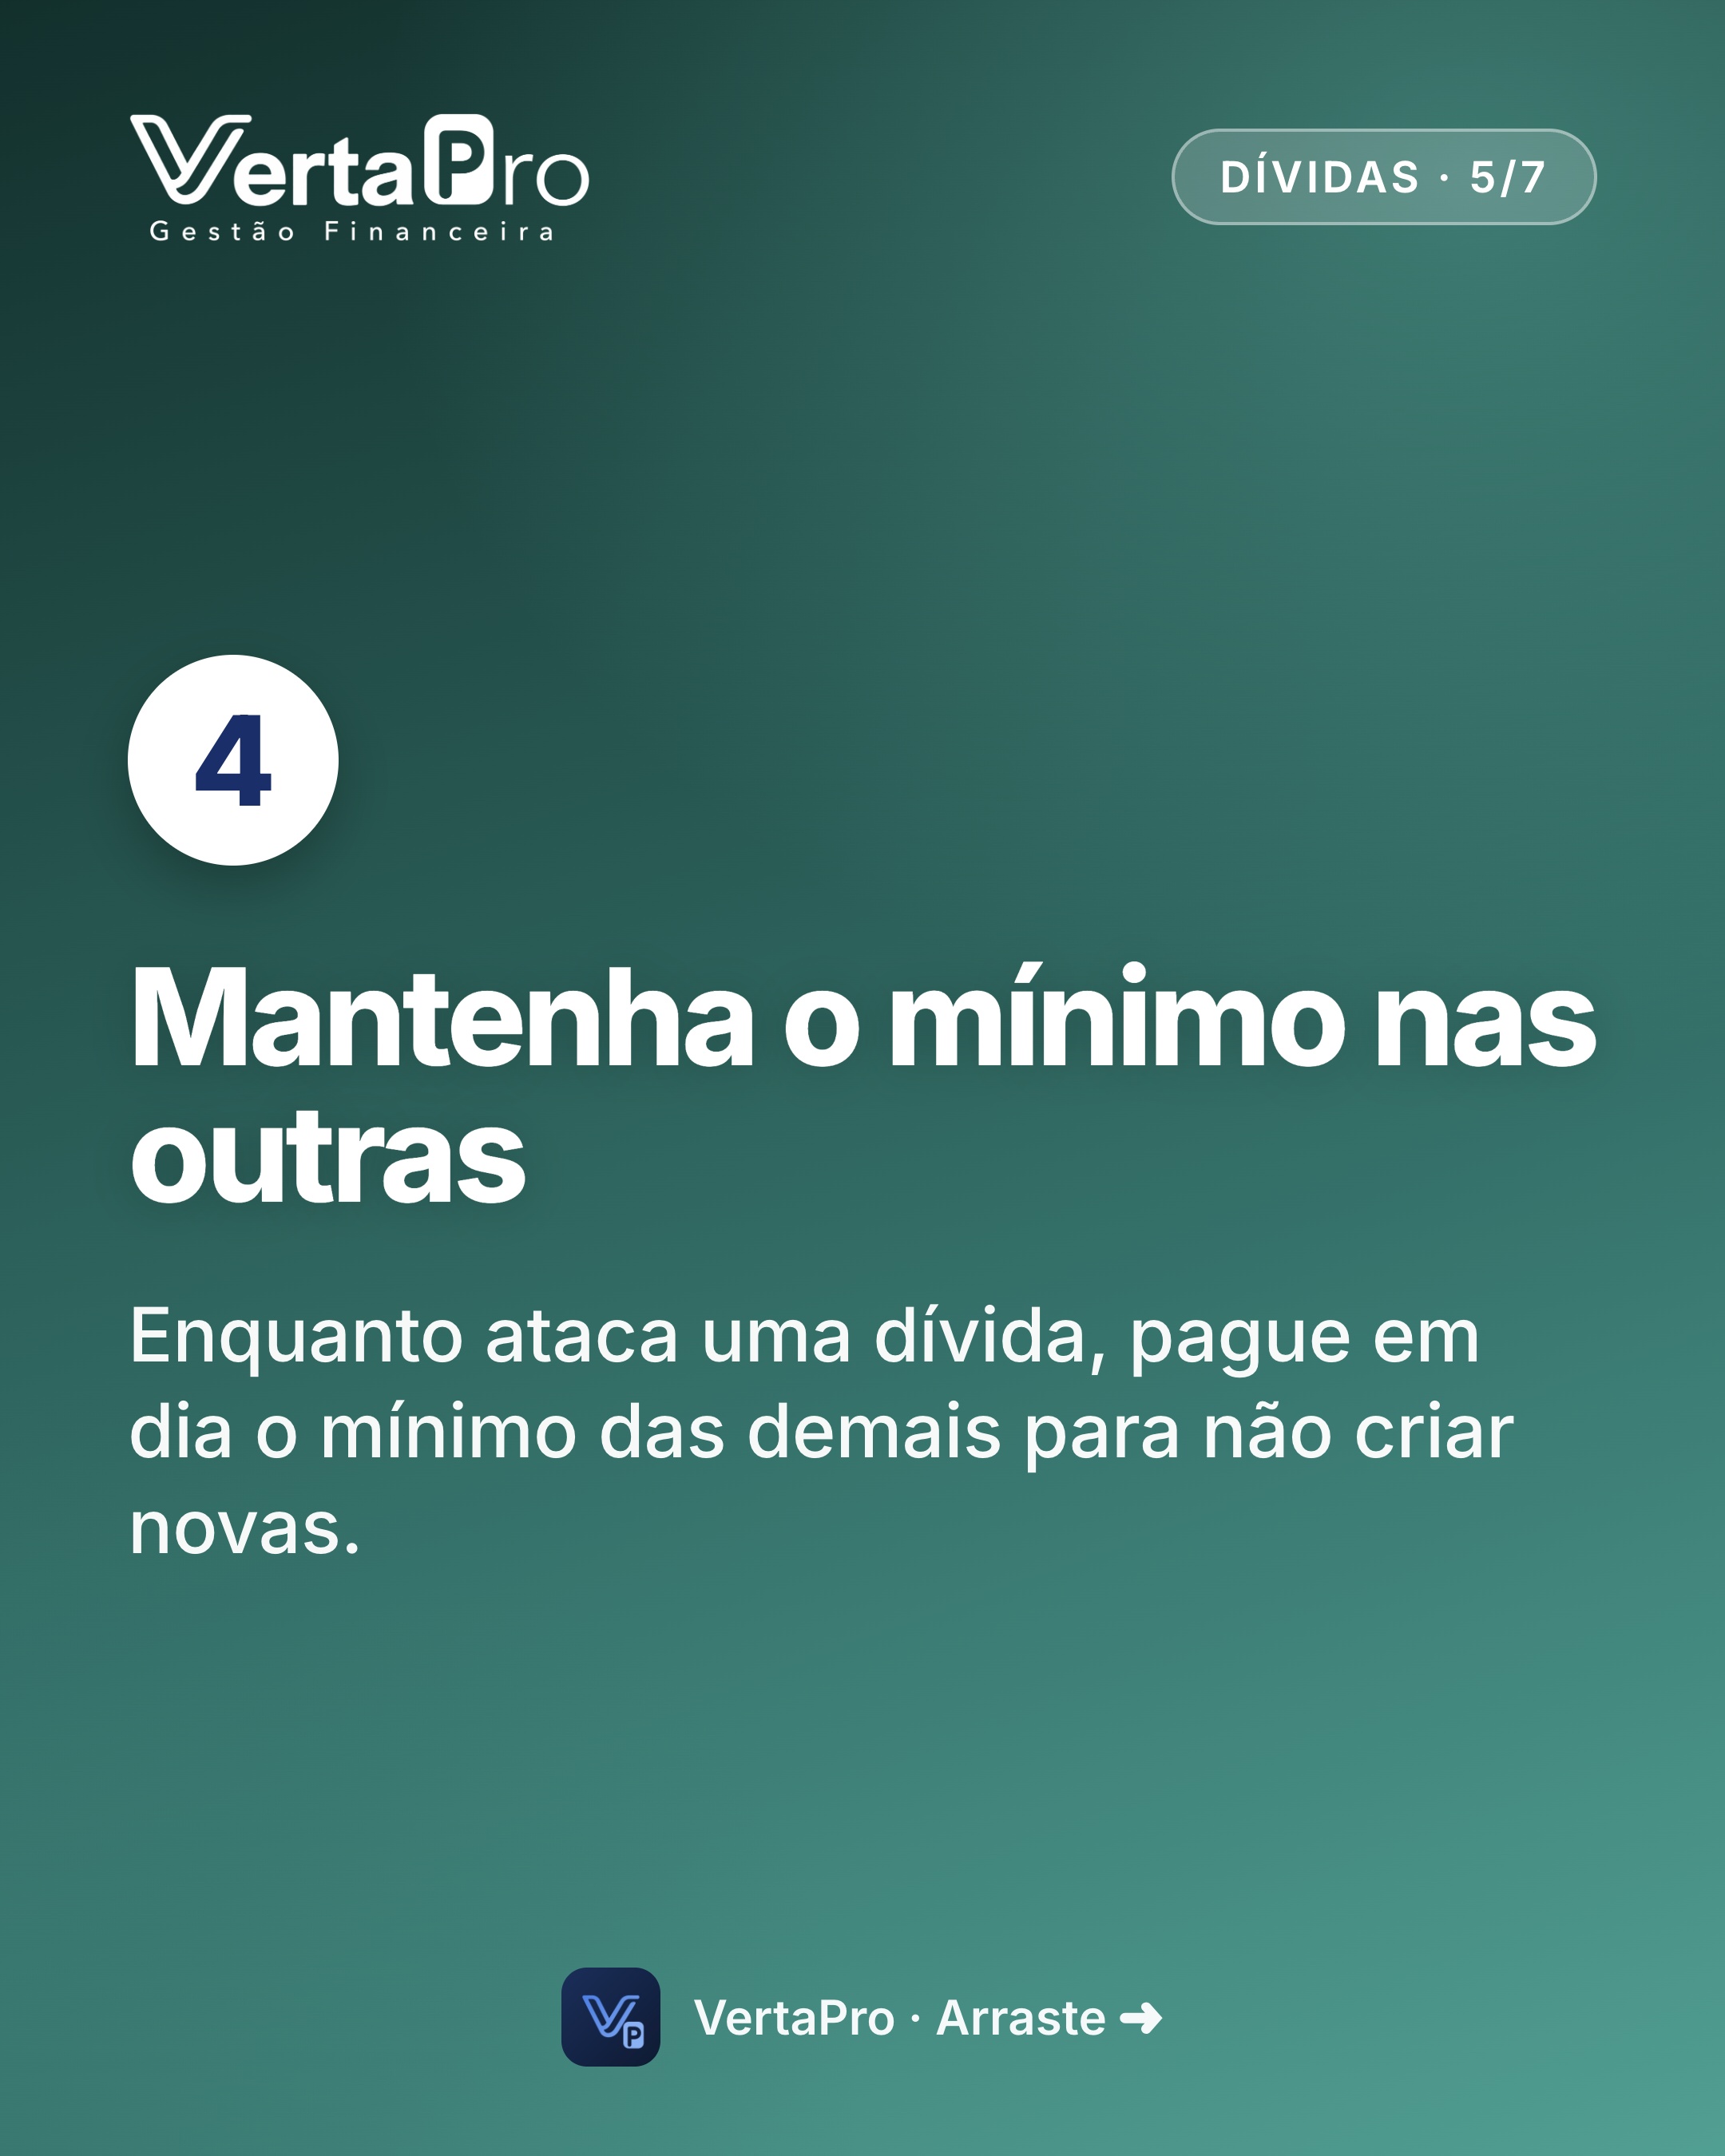 VertaPro
Gestão Financeira
DÍVIDAS · 5/7
4
Mantenha o mínimo nas
outras
Enquanto ataca uma dívida, pague em
dia o mínimo das demais para não criar
novas.
VP
VertaPro · Arraste ➜